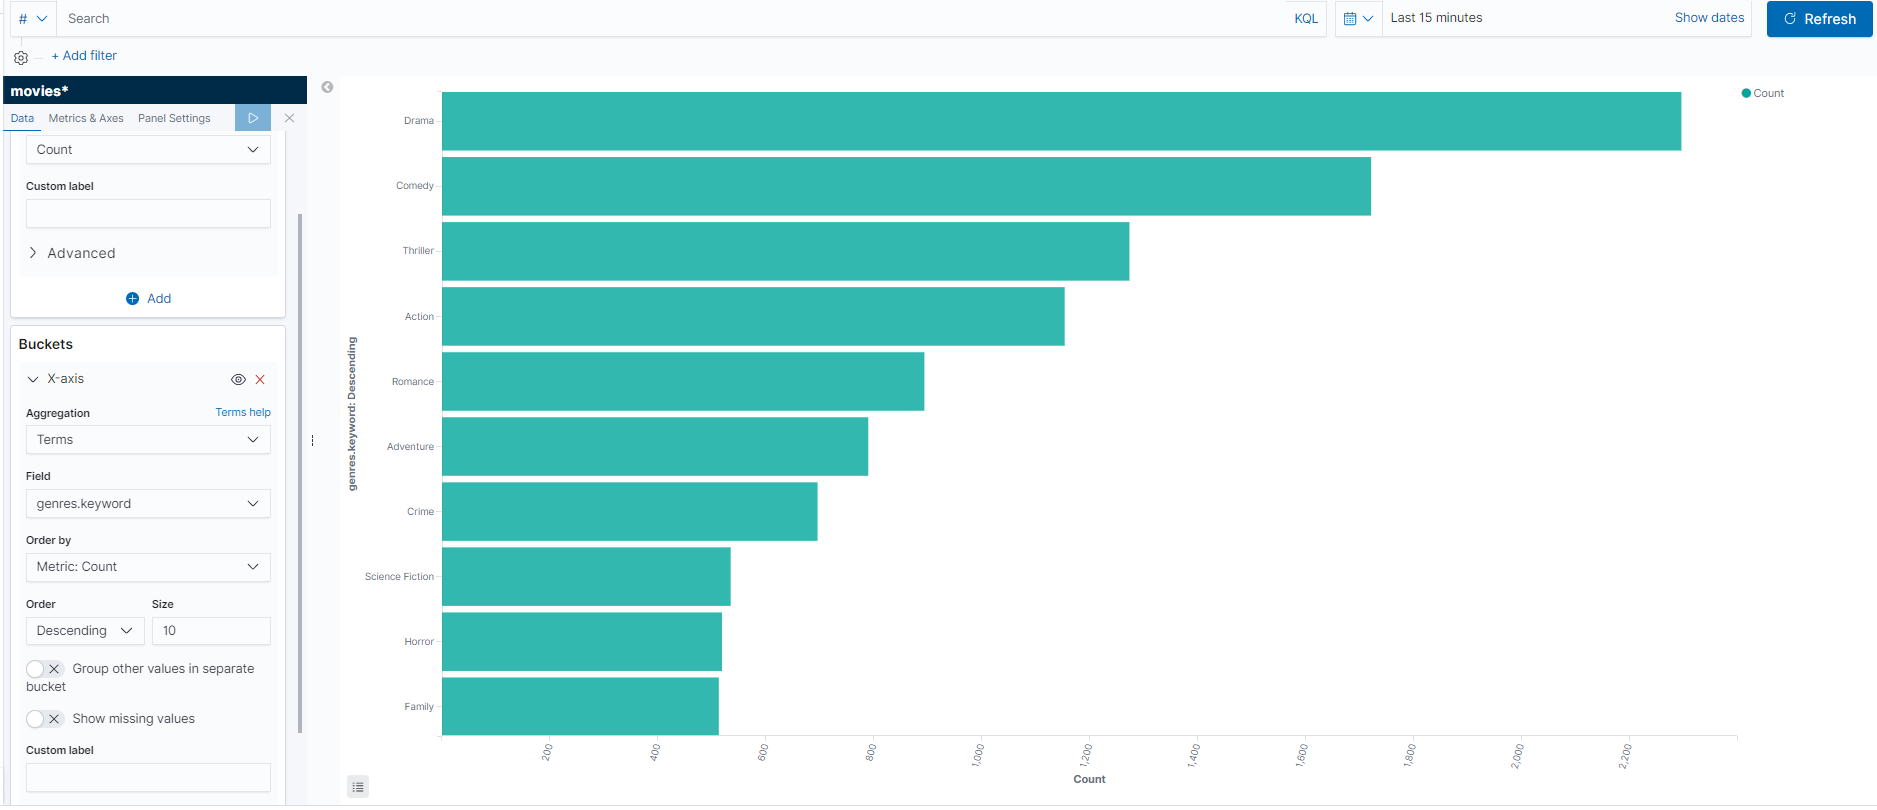 # Search KQL Last 15 minutes Show dates Refresh
+ Add filter
movies*
Data Metrics & Axes Panel Settings
Count
Custom label
Advanced
Add
Buckets
X-axis
Aggregation Terms help
Terms
Field
genres.keyword
Order by
Metric: Count
Order Size
Descending 10
Group other values in separate
bucket
Show missing values
Custom label
genres.keyword: Descending
Drama
Comedy
Thriller
Action
Romance
Adventure
Crime
Science Fiction
Horror
Family
200 400 600 800 1,000 1,200 1,400 1,600 1,800 2,000 2,200
Count
Count